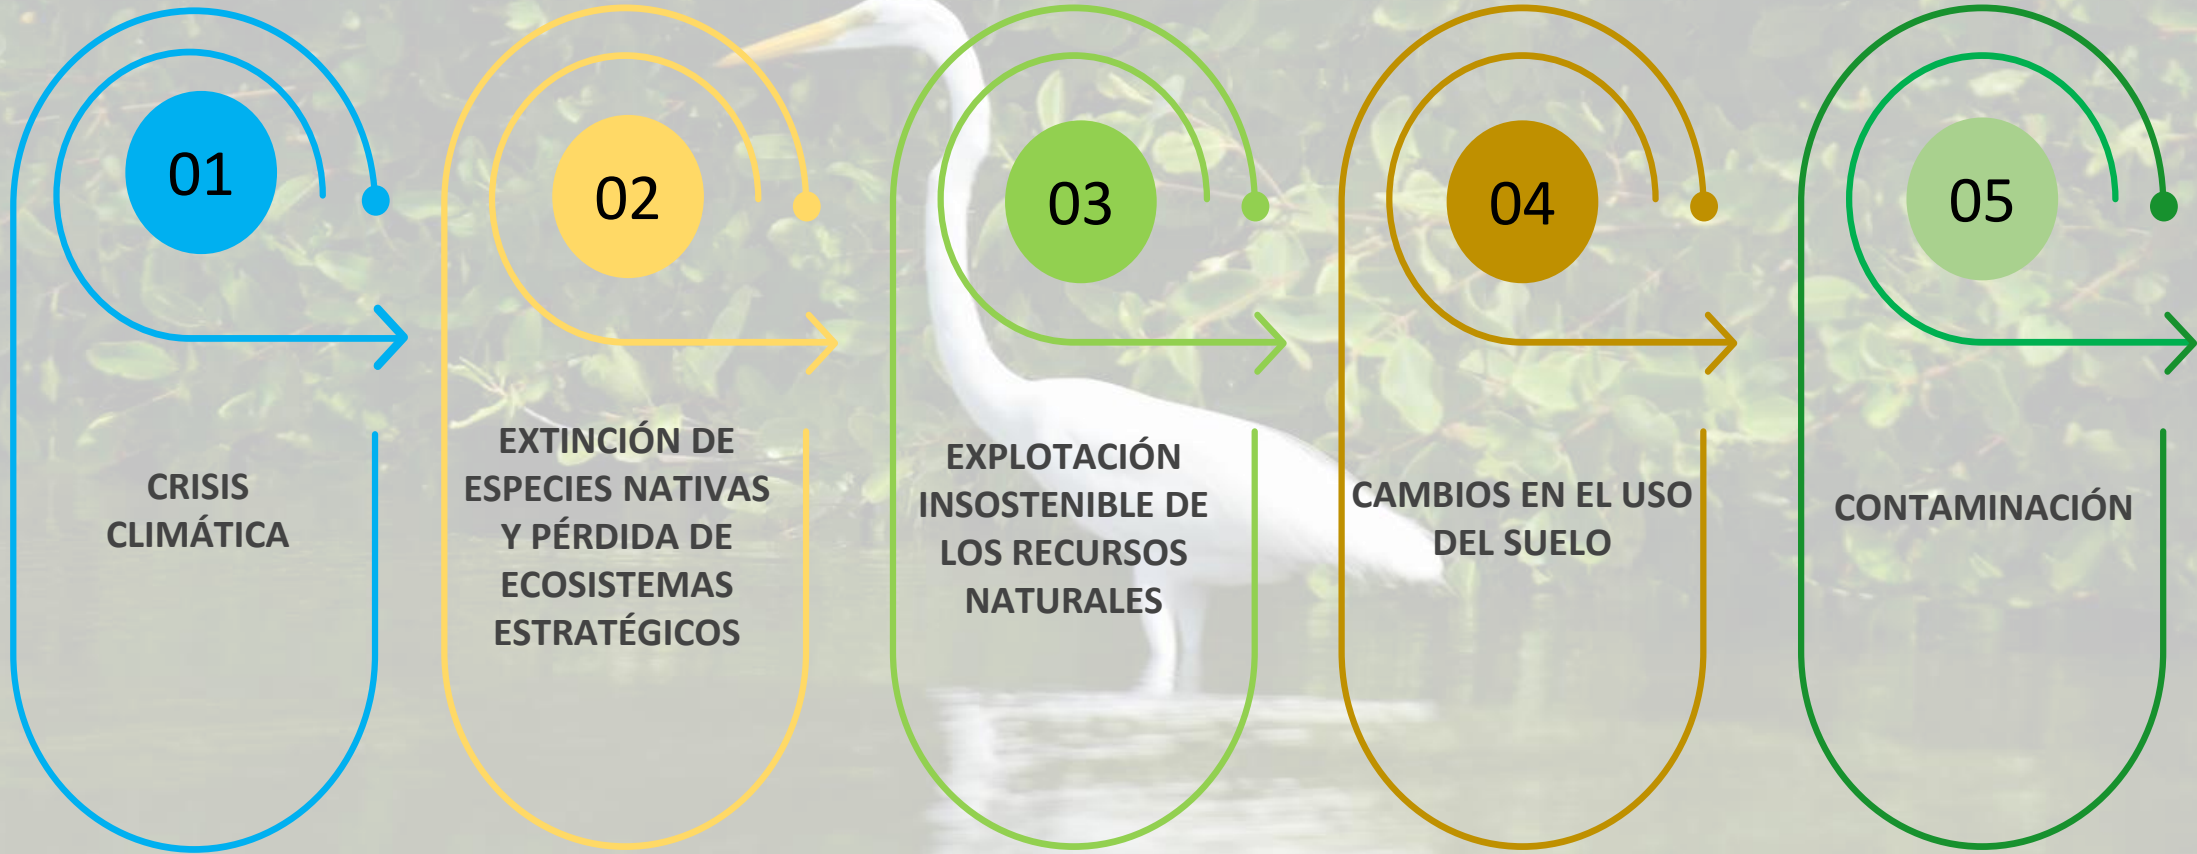 01
CRISIS
CLIMÁTICA
02
EXTINCIÓN DE
ESPECIES NATIVAS
Y PÉRDIDA DE
ECOSISTEMAS
ESTRATÉGICOS
03
EXPLOTACIÓN
INSOSTENIBLE DE
LOS RECURSOS
NATURALES
04
CAMBIOS EN EL USO
DEL SUELO
05
CONTAMINACIÓN